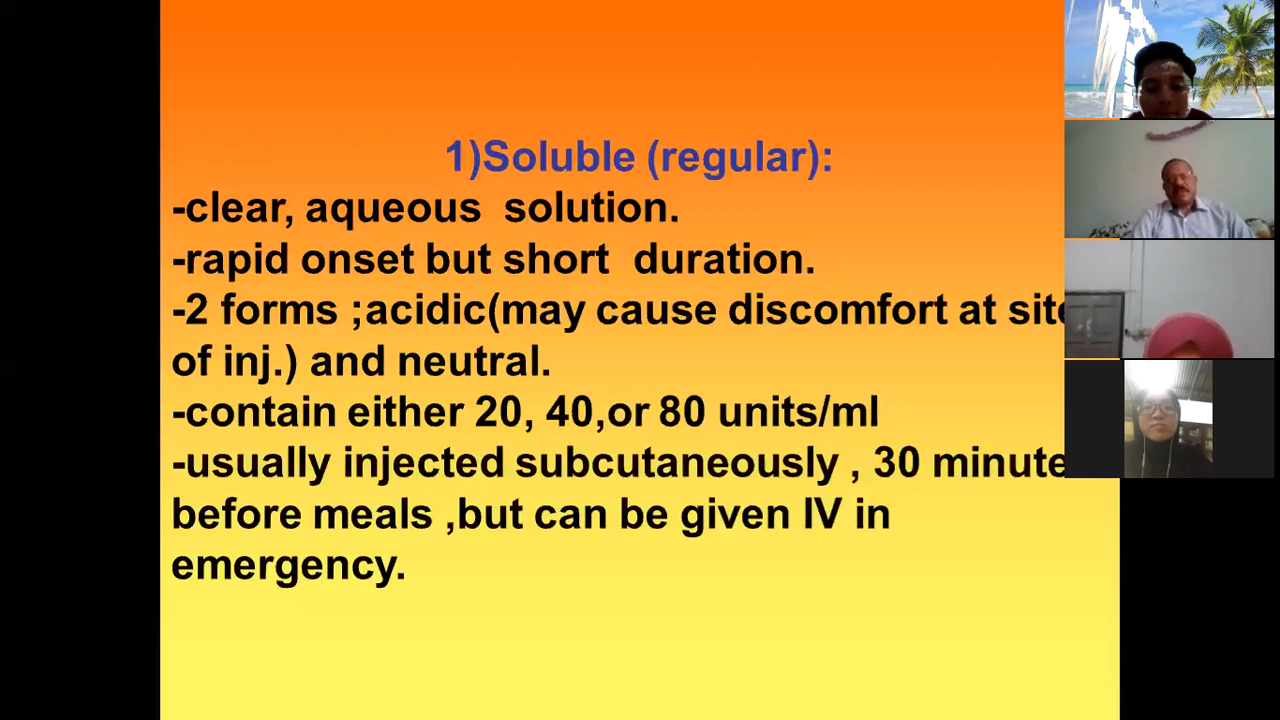 1)Soluble (regular):
-clear, aqueous solution.
-rapid onset but short duration.
-2 forms ;acidic(may cause discomfort at site
of inj.) and neutral.
-contain either 20, 40,or 80 units/ml
-usually injected subcutaneously , 30 minute
before meals ,but can be given IV in
emergency.